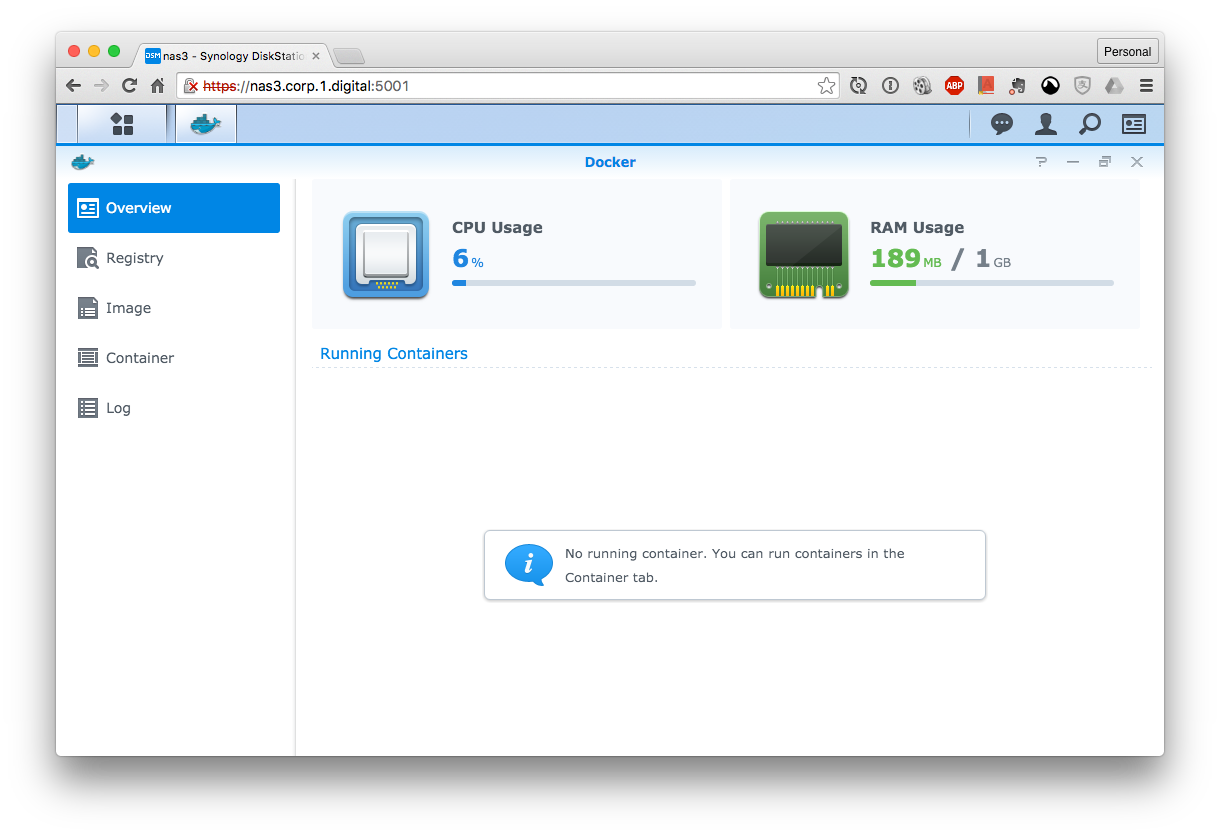 DSM nas3 - Synology DiskStatio
Personal
https://nas3.corp.1.digital:5001
ABP
Docker
Overview
Registry
Image
Container
Log
CPU Usage
6 %
RAM Usage
189 MB / 1 GB
Running Containers
No running container. You can run containers in the
Container tab.